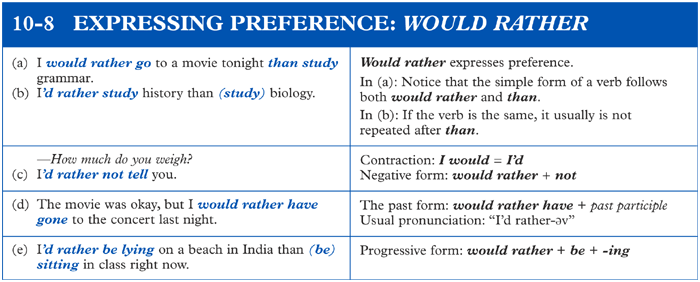 10-8 EXPRESSING PREFERENCE: WOULD RATHER
(a) I would rather go to a movie tonight than study
grammar.
(b) I'd rather study history than (study) biology.
Would rather expresses preference.
In (a): Notice that the simple form of a verb follows
both would rather and than.
In (b): If the verb is the same, it usually is not
repeated after than.
—How much do you weigh?
(c) I'd rather not tell you.
Contraction: I would = I'd
Negative form: would rather + not
(d) The movie was okay, but I would rather have
gone to the concert last night.
The past form: would rather have + past participle
Usual pronunciation: "I'd rather-əv"
(e) I'd rather be lying on a beach in India than (be)
sitting in class right now.
Progressive form: would rather + be + -ing